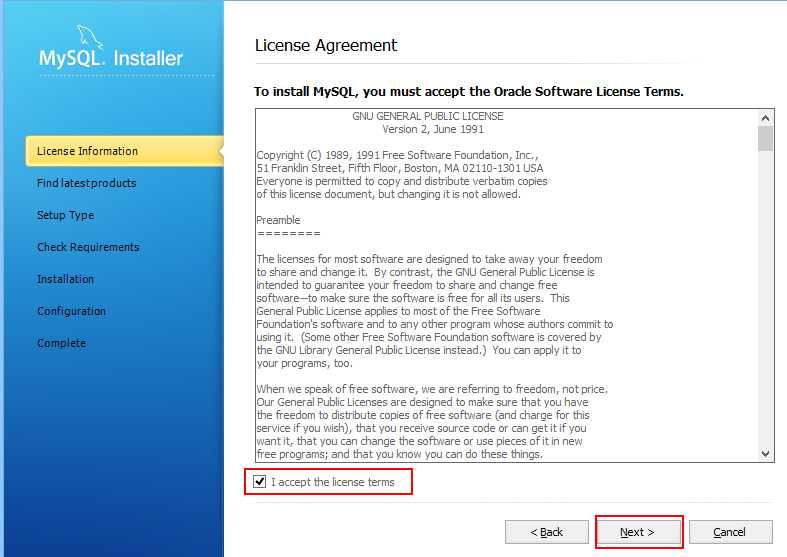 MySQL. Installer
License Information
Find latest products
Setup Type
Check Requirements
Installation
Configuration
Complete
License Agreement
To install MySQL, you must accept the Oracle Software License Terms.
GNU GENERAL PUBLIC LICENSE
Version 2, June 1991
Copyright (C) 1989, 1991 Free Software Foundation, Inc.,
51 Franklin Street, Fifth Floor, Boston, MA 02110-1301 USA
Everyone is permitted to copy and distribute verbatim copies
of this license document, but changing it is not allowed.
Preamble
========
The licenses for most software are designed to take away your freedom
to share and change it.  By contrast, the GNU General Public License is
intended to guarantee your freedom to share and change free
software--to make sure the software is free for all its users.  This
General Public License applies to most of the Free Software
Foundation's software and to any other program whose authors commit to
using it.  (Some other Free Software Foundation software is covered by
the GNU Library General Public License instead.)  You can apply it to
your programs, too.
When we speak of free software, we are referring to freedom, not price.
Our General Public Licenses are designed to make sure that you have
the freedom to distribute copies of free software (and charge for this
service if you wish), that you receive source code or can get it if you
want it, that you can change the software or use pieces of it in new
free programs; and that you know you can do these things.
I accept the license terms
< Back
Next >
Cancel